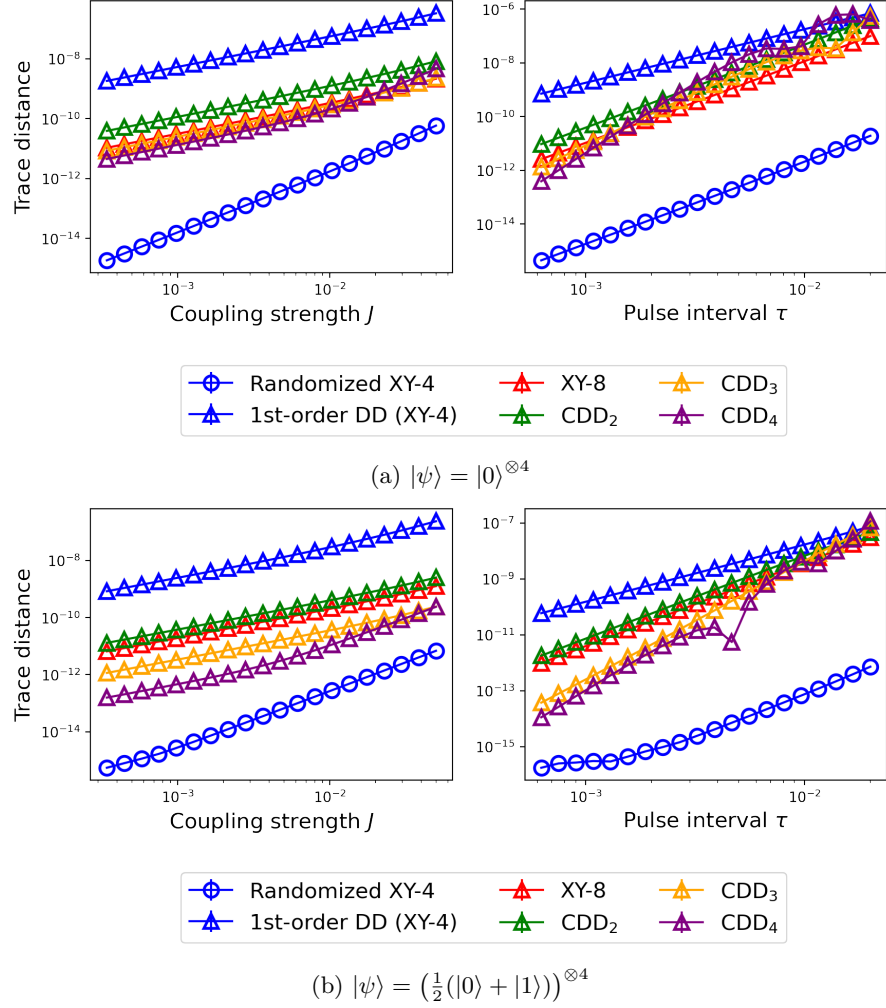 10⁻⁸
10⁻¹⁰
10⁻¹²
10⁻¹⁴
Trace distance
10⁻³
10⁻²
Coupling strength J
10⁻⁶
10⁻⁸
10⁻¹⁰
10⁻¹²
10⁻¹⁴
10⁻³
10⁻²
Pulse interval τ
Randomized XY-4
1st-order DD (XY-4)
XY-8
CDD₂
CDD₃
CDD₄
(a) |ψ⟩ = |0⟩^{⊗4}
10⁻⁸
10⁻¹⁰
10⁻¹²
10⁻¹⁴
Trace distance
10⁻³
10⁻²
Coupling strength J
10⁻⁷
10⁻⁹
10⁻¹¹
10⁻¹³
10⁻¹⁵
10⁻³
10⁻²
Pulse interval τ
Randomized XY-4
1st-order DD (XY-4)
XY-8
CDD₂
CDD₃
CDD₄
(b) |ψ⟩ = (½(|0⟩ + |1⟩))^{⊗4}